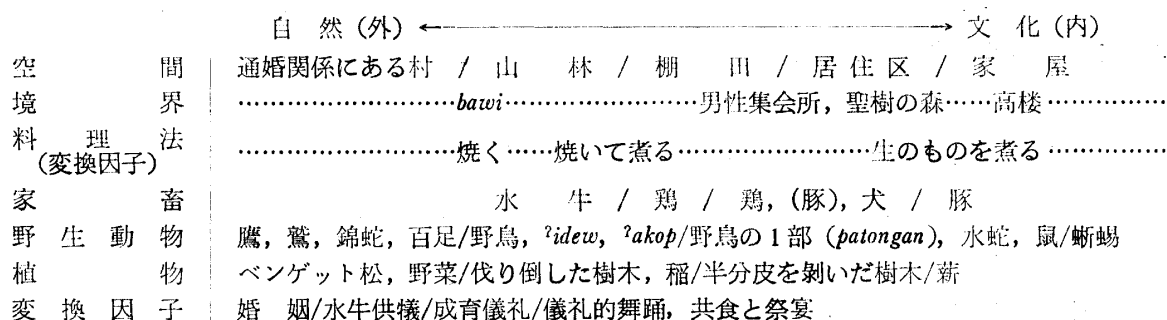 自然（外）←――――――――→文化（内）
空間 通婚関係にある村 / 山林 / 棚田 / 居住区 / 家屋
境界 ························bawi·····················男性集会所，聖樹の森······高楼·············
料理法（変換因子） ························焼く······焼いて煮る·····················生のものを煮る·············
家畜 水牛 / 鶏 / 鶏，(豚)，犬 / 豚
野生動物 鷹，鷲，錦蛇，百足/野鳥，ˀidew，ˀakop/野鳥の1部（patongan），水蛇，鼠/蜥蜴
植物 ベンゲット松，野菜/伐り倒した樹木，稲/半分皮を剝いだ樹木/薪
変換因子 婚姻/水牛供犠/成育儀礼/儀礼的舞踊，共食と祭宴